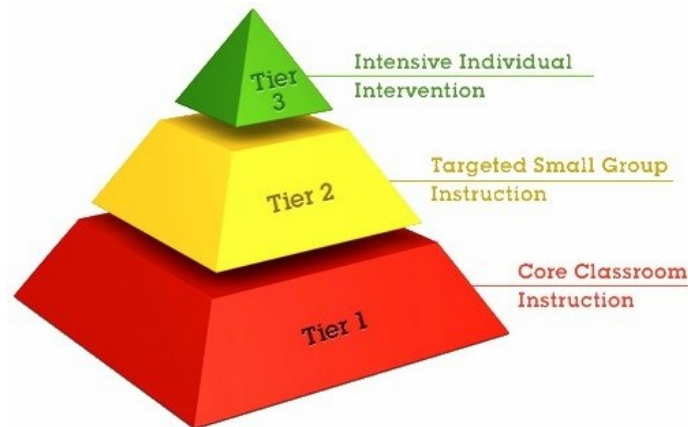 Tier
3
Intensive Individual
Intervention
Tier 2
Targeted Small Group
Instruction
Tier 1
Core Classroom
Instruction